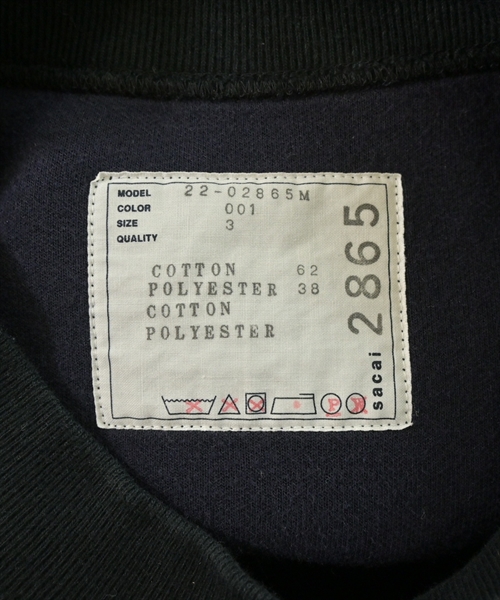 MODEL 22-02865M
COLOR 001
SIZE 3
QUALITY
COTTON 62
POLYESTER 38
COTTON
POLYESTER
P W
sacai 2865